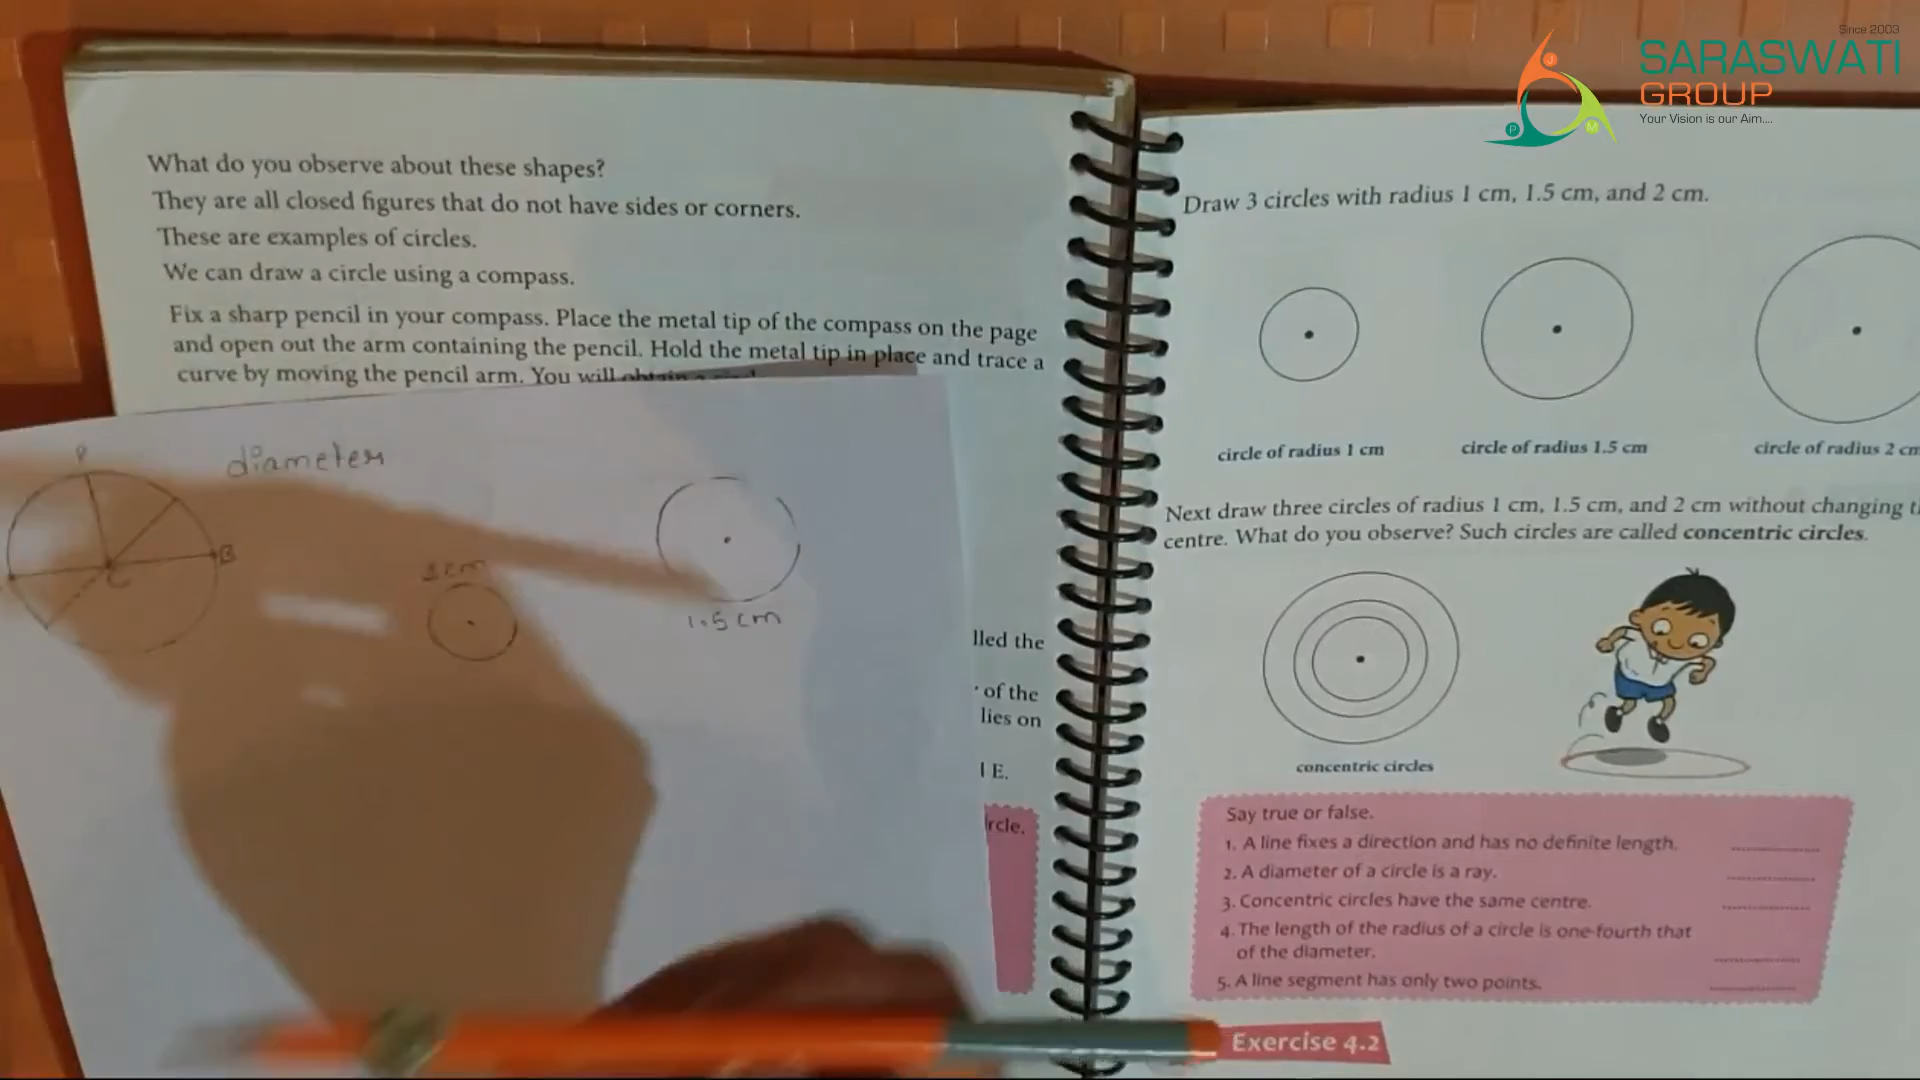 Since 2003
SARASWATI
GROUP
Your Vision is our Aim....
J
P
M
What do you observe about these shapes?
They are all closed figures that do not have sides or corners.
These are examples of circles.
We can draw a circle using a compass.
Fix a sharp pencil in your compass. Place the metal tip of the compass on the page
and open out the arm containing the pencil. Hold the metal tip in place and trace a
curve by moving the pencil arm. You will
diameter
B
C
1 cm
1.5 cm
lled the
of the
lies on
E.
ircle.
Draw 3 circles with radius 1 cm, 1.5 cm, and 2 cm.
circle of radius 1 cm
circle of radius 1.5 cm
circle of radius 2 cm
Next draw three circles of radius 1 cm, 1.5 cm, and 2 cm without changing t
centre. What do you observe? Such circles are called concentric circles.
concentric circles
Say true or false.
1. A line fixes a direction and has no definite length.
2. A diameter of a circle is a ray.
3. Concentric circles have the same centre.
4. The length of the radius of a circle is one-fourth that
of the diameter.
5. A line segment has only two points.
Exercise 4.2